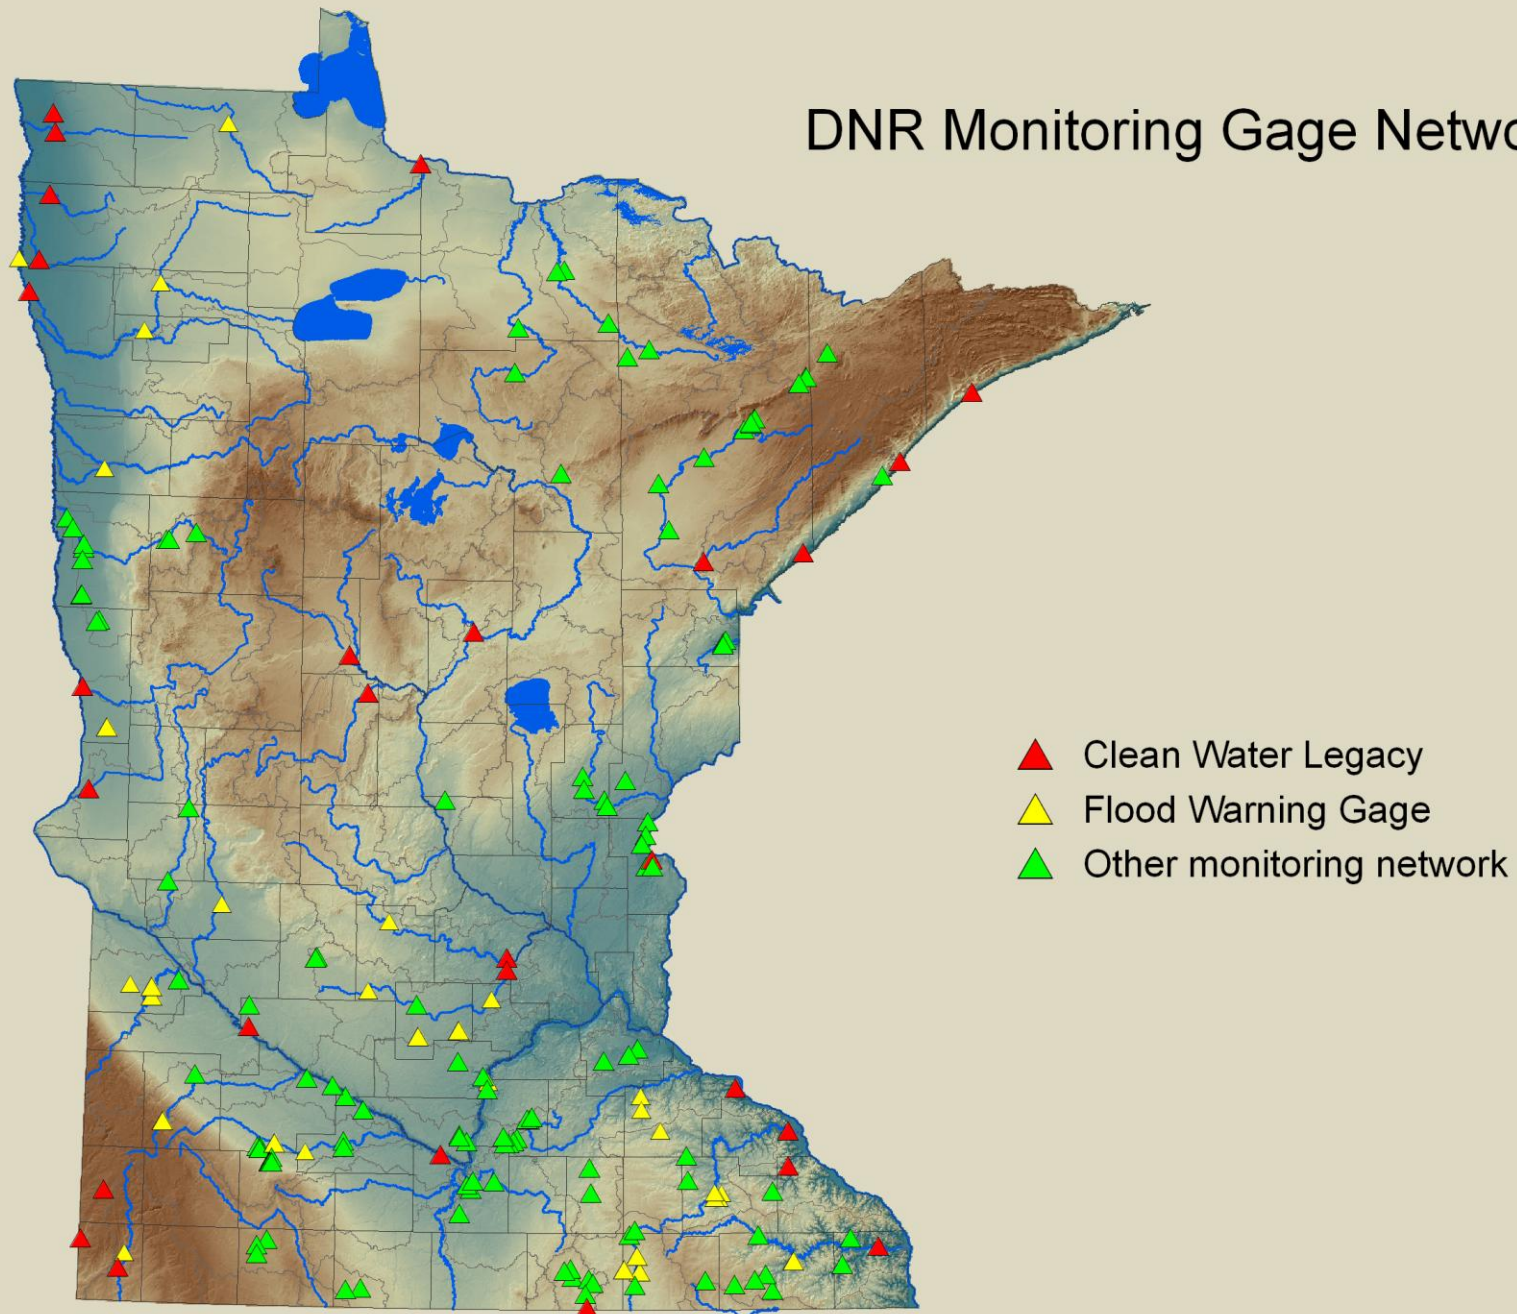 DNR Monitoring Gage Netwo
Clean Water Legacy
Flood Warning Gage
Other monitoring network